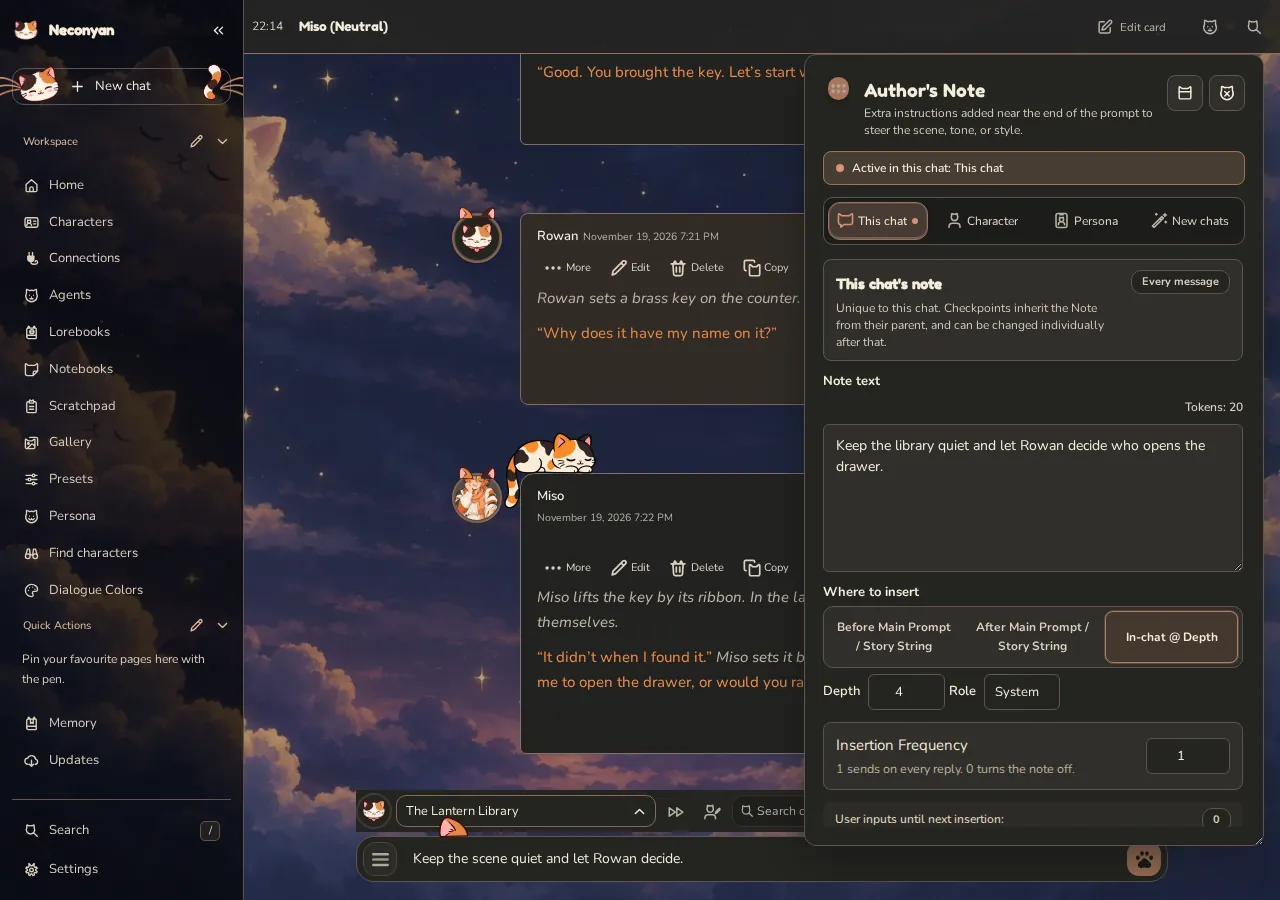 Neconyan
New chat
Workspace
Home
Characters
Connections
Agents
Lorebooks
Notebooks
Scratchpad
Gallery
Presets
Persona
Find characters
Dialogue Colors
Quick Actions
Pin your favourite pages here with
the pen.
Memory
Updates
Search /
Settings
22:14 Miso (Neutral)
Edit card
“Good. You brought the key. Let’s start w
Rowan November 19, 2026 7:21 PM
More Edit Delete Copy
Rowan sets a brass key on the counter.
“Why does it have my name on it?”
Miso
November 19, 2026 7:22 PM
More Edit Delete Copy
Miso lifts the key by its ribbon. In the la
themselves.
“It didn’t when I found it.” Miso sets it b
me to open the drawer, or would you ra
The Lantern Library
Search c
Keep the scene quiet and let Rowan decide.
Author's Note
Extra instructions added near the end of the prompt to
steer the scene, tone, or style.
Active in this chat: This chat
This chat Character Persona New chats
This chat's note
Every message
Unique to this chat. Checkpoints inherit the Note
from their parent, and can be changed individually
after that.
Note text
Tokens: 20
Keep the library quiet and let Rowan decide who opens the
drawer.
Where to insert
Before Main Prompt
/ Story String
After Main Prompt /
Story String
In-chat @ Depth
Depth 4 Role System
Insertion Frequency
1
1 sends on every reply. 0 turns the note off.
User inputs until next insertion: 0